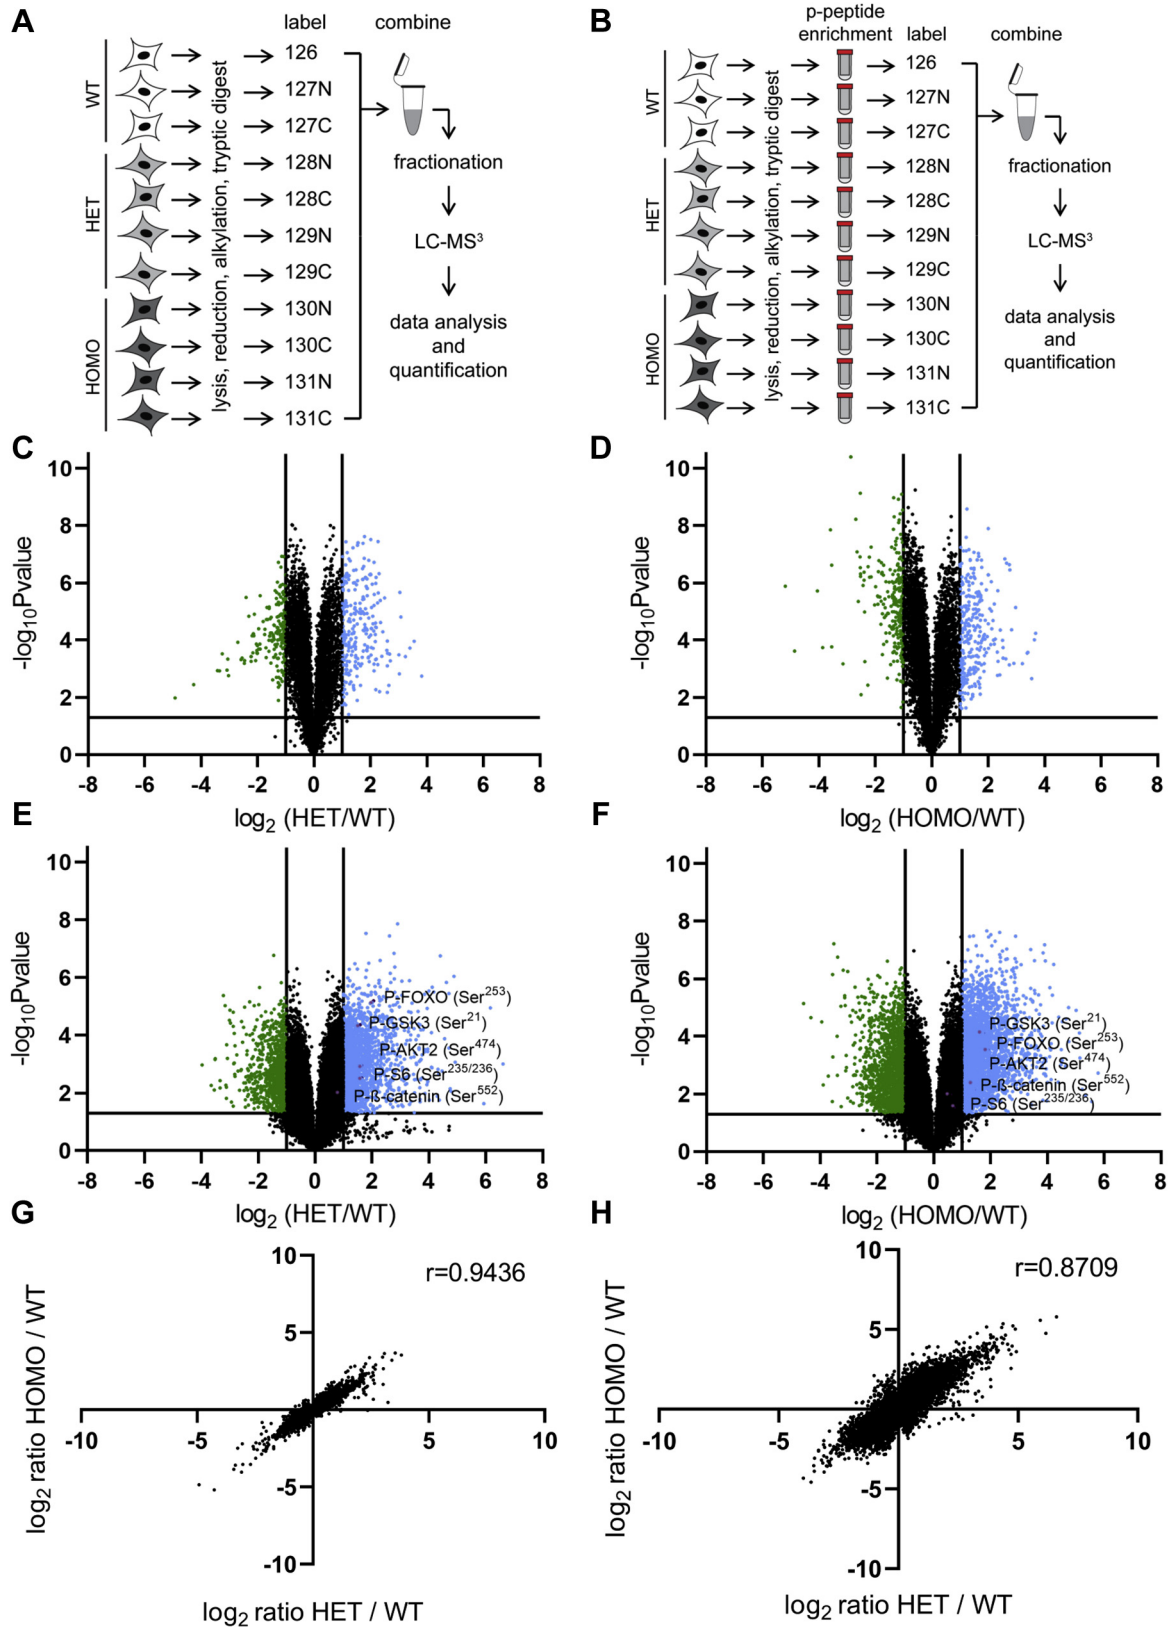 A
label
combine
WT
HET
HOMO
lysis, reduction, alkylation, tryptic digest
126
127N
127C
128N
128C
129N
129C
130N
130C
131N
131C
fractionation
LC-MS³
data analysis
and
quantification
B
p-peptide
enrichment
label
combine
WT
HET
HOMO
lysis, reduction, alkylation, tryptic digest
126
127N
127C
128N
128C
129N
129C
130N
130C
131N
131C
fractionation
LC-MS³
data analysis
and
quantification
C
-log₁₀Pvalue
10
8
6
4
2
0
-8 -6 -4 -2 0 2 4 6 8
log₂ (HET/WT)
D
-log₁₀Pvalue
10
8
6
4
2
0
-8 -6 -4 -2 0 2 4 6 8
log₂ (HOMO/WT)
E
-log₁₀Pvalue
10
8
6
4
2
0
P-FOXO (Ser²⁵³)
P-GSK3 (Ser²¹)
P-AKT2 (Ser⁴⁷⁴)
P-S6 (Ser²³⁵/²³⁶)
P-ß-catenin (Ser⁵⁵²)
-8 -6 -4 -2 0 2 4 6 8
log₂ (HET/WT)
F
-log₁₀Pvalue
10
8
6
4
2
0
P-GSK3 (Ser²¹)
P-FOXO (Ser²⁵³)
P-AKT2 (Ser⁴⁷⁴)
P-ß-catenin (Ser⁵⁵²)
P-S6 (Ser²³⁵/²³⁶)
-8 -6 -4 -2 0 2 4 6 8
log₂ (HOMO/WT)
G
log₂ ratio HOMO / WT
r=0.9436
10
5
-10 -5 5 10
-5
-10
log₂ ratio HET / WT
H
log₂ ratio HOMO / WT
r=0.8709
10
5
-10 -5 5 10
-5
-10
log₂ ratio HET / WT